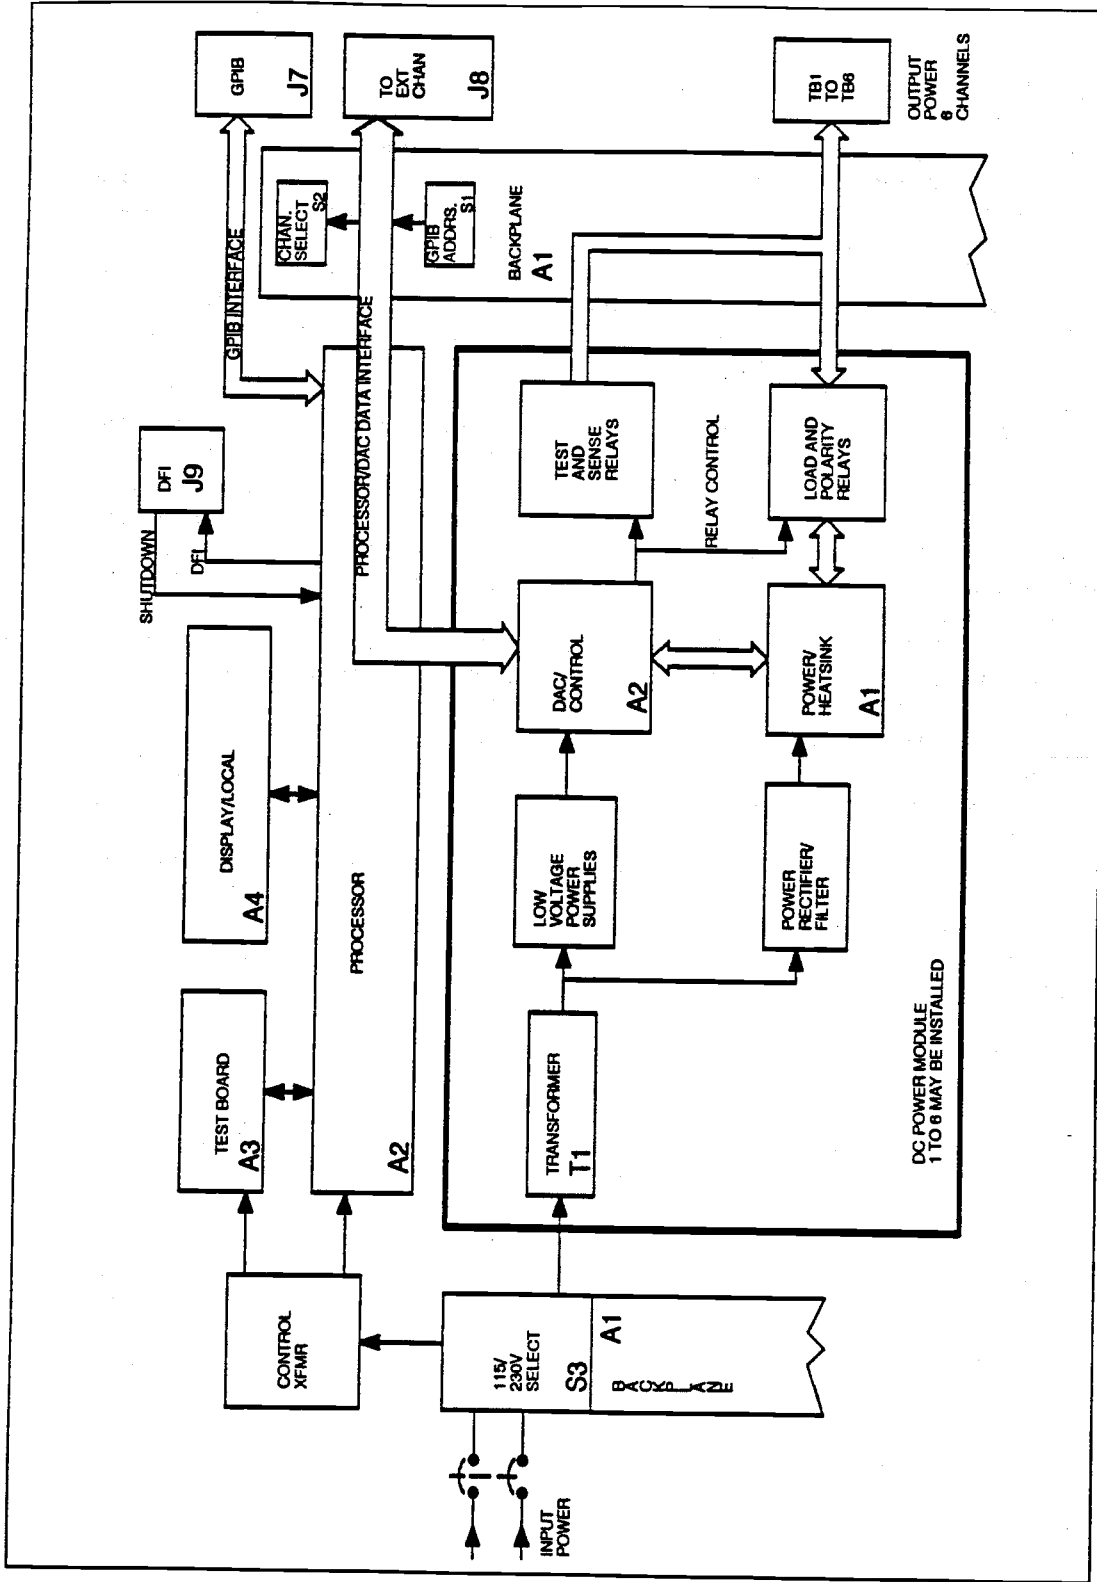 GPIB
J7
TO
EXT
CHAN
J8
TB1
TO
TB6
OUTPUT
POWER
6
CHANNELS
GPIB INTERFACE
CHAN.
SELECT
S2
GPIB
ADDRS.
S1
BACKPLANE
A1
DFI
J9
SHUTDOWN
DFI
PROCESSOR/DAC DATA INTERFACE
DISPLAY/LOCAL
A4
TEST BOARD
A3
PROCESSOR
A2
CONTROL
XFMR
TEST
AND
SENSE
RELAYS
RELAY CONTROL
LOAD AND
POLARITY
RELAYS
DAC/
CONTROL
A2
POWER/
HEATSINK
A1
LOW
VOLTAGE
POWER
SUPPLIES
POWER
RECTIFIER/
FILTER
TRANSFORMER
T1
DC POWER MODULE
1 TO 6 MAY BE INSTALLED
115/
230V
SELECT
S3
A1
BACKPLANE
INPUT
POWER